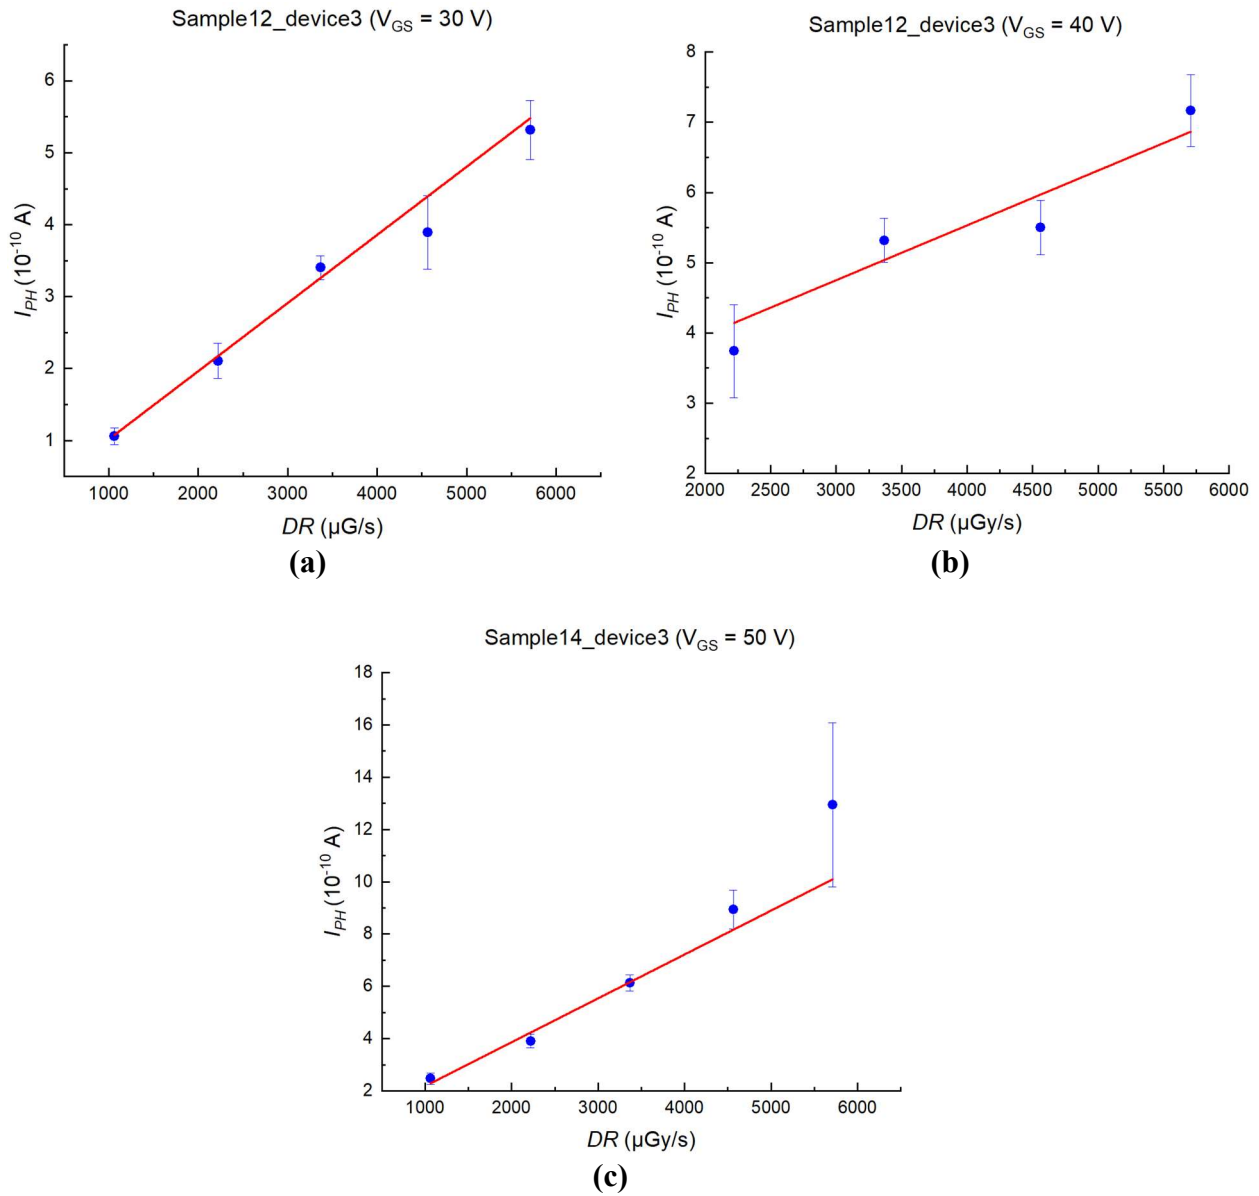 Sample12_device3 (VGS = 30 V)
6
5
4
3
2
1
IPH (10-10 A)
1000 2000 3000 4000 5000 6000
DR (µG/s)
(a)
Sample12_device3 (VGS = 40 V)
8
7
6
5
4
3
2
IPH (10-10 A)
2000 2500 3000 3500 4000 4500 5000 5500 6000
DR (µGy/s)
(b)
Sample14_device3 (VGS = 50 V)
18
16
14
12
10
8
6
4
2
IPH (10-10 A)
1000 2000 3000 4000 5000 6000
DR (µGy/s)
(c)